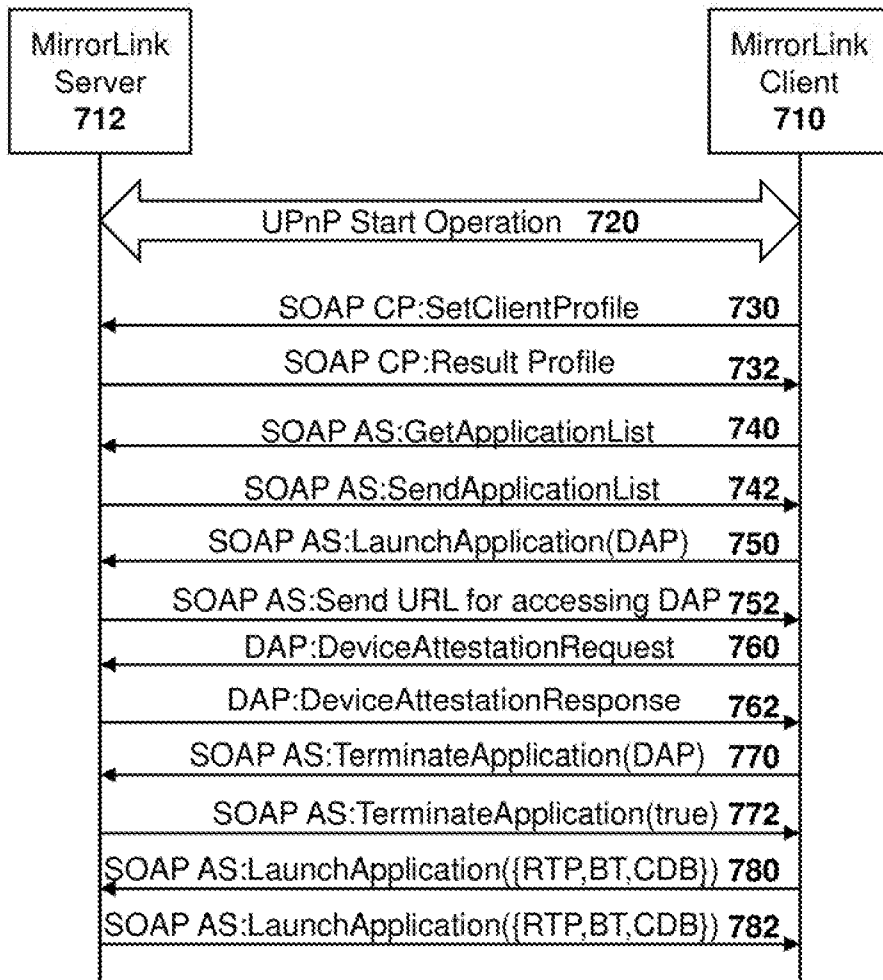 MirrorLink
Server
712
MirrorLink
Client
710
UPnP Start Operation 720
SOAP CP:SetClientProfile 730
SOAP CP:Result Profile 732
SOAP AS:GetApplicationList 740
SOAP AS:SendApplicationList 742
SOAP AS:LaunchApplication(DAP) 750
SOAP AS:Send URL for accessing DAP 752
DAP:DeviceAttestationRequest 760
DAP:DeviceAttestationResponse 762
SOAP AS:TerminateApplication(DAP) 770
SOAP AS:TerminateApplication(true) 772
SOAP AS:LaunchApplication({RTP,BT,CDB}) 780
SOAP AS:LaunchApplication({RTP,BT,CDB}) 782